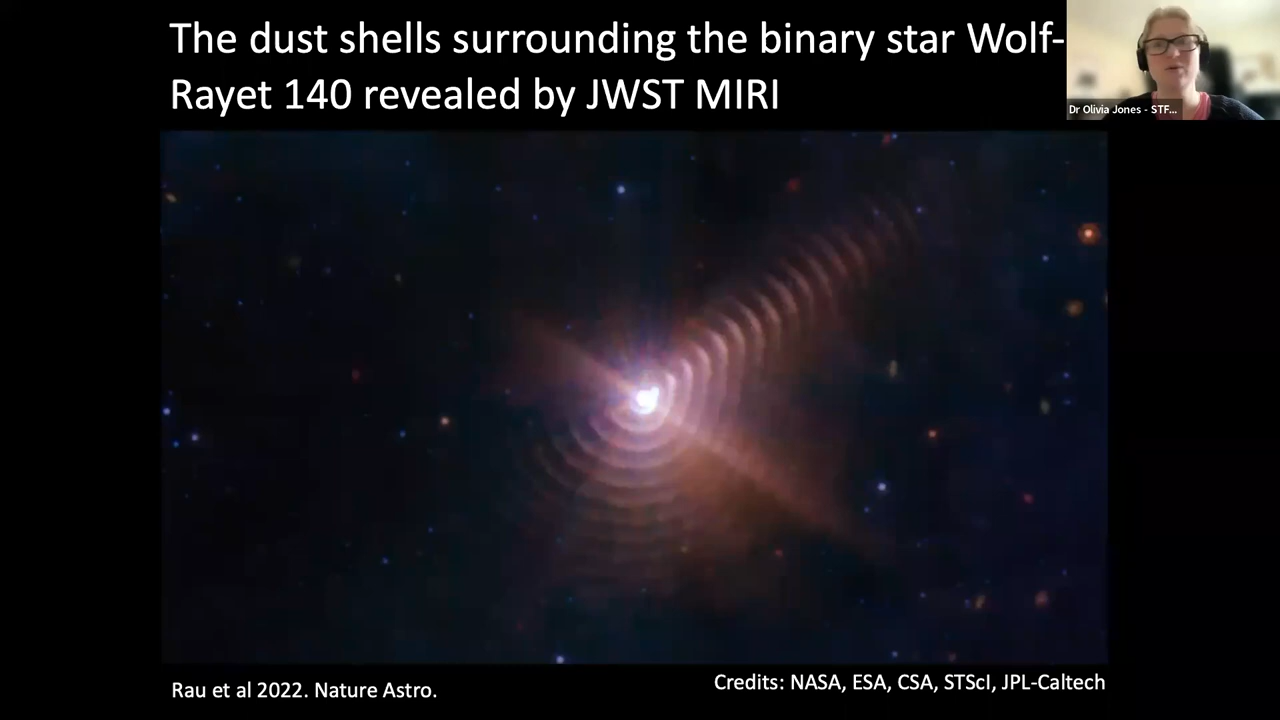 The dust shells surrounding the binary star Wolf-
Rayet 140 revealed by JWST MIRI
Dr Olivia Jones - STF...
Rau et al 2022. Nature Astro.
Credits: NASA, ESA, CSA, STScI, JPL-Caltech